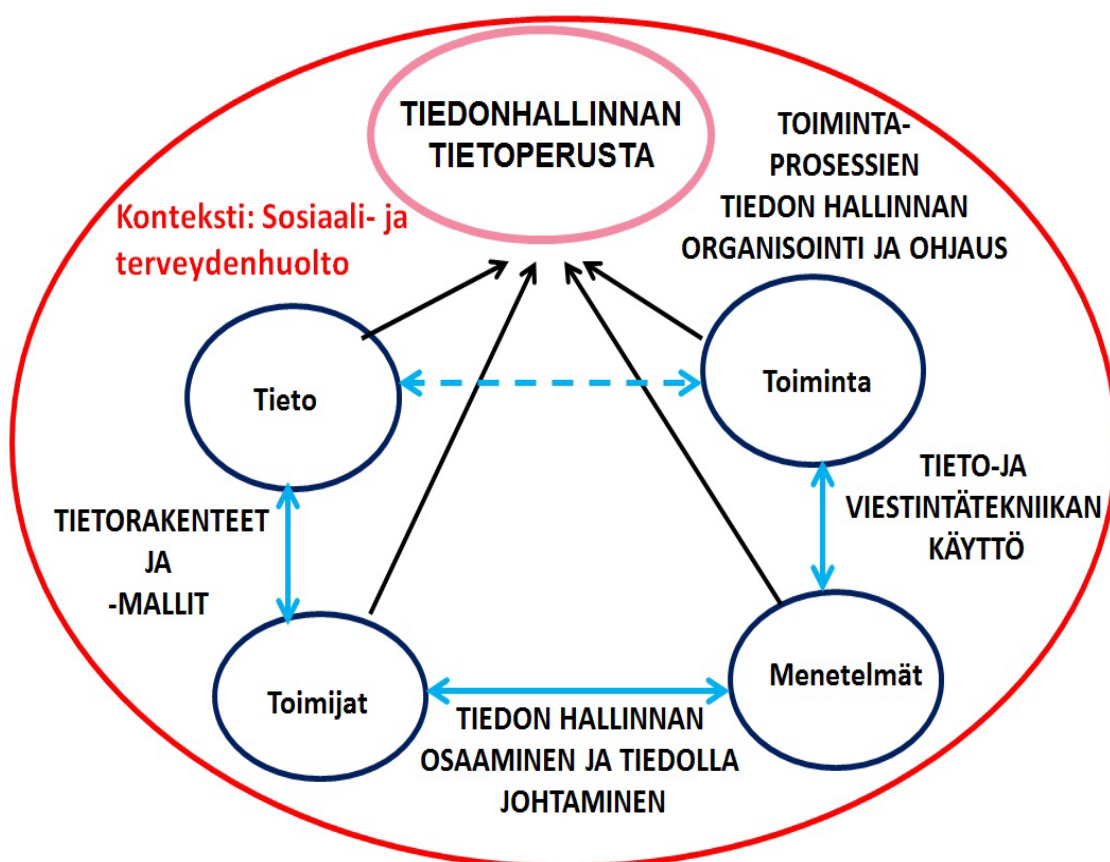 TIEDONHALLINNAN
TIETOPERUSTA
TOIMINTA-
PROSESSIEN
TIEDON HALLINNAN
ORGANISOINTI JA OHJAUS
Konteksti: Sosiaali- ja
terveydenhuolto
Tieto
Toiminta
TIETORAKENTEET
JA
-MALLIT
TIETO-JA
VIESTINTÄTEKNIIKAN
KÄYTTÖ
Toimijat
Menetelmät
TIEDON HALLINNAN
OSAAMINEN JA TIEDOLLA
JOHTAMINEN